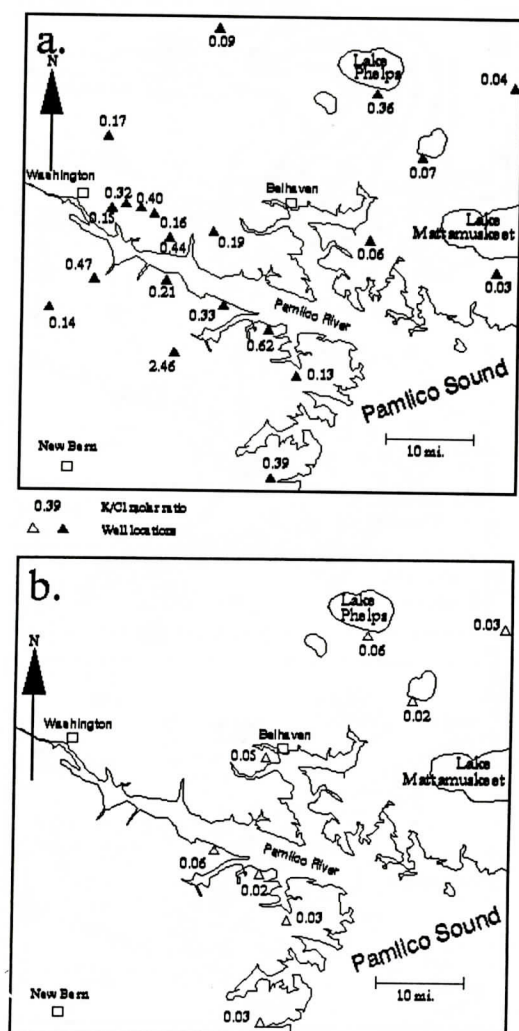 a.
0.09
N
Lake
Phelps
0.04
0.36
0.17
0.07
Washington
0.32
0.40
Belhaven
0.15
0.16
Lake
Mattamuskeet
0.44
0.19
0.06
0.47
0.21
0.03
0.14
0.33
Pamlico River
0.62
2.46
0.13
Pamlico Sound
10 mi.
New Bern
0.39
0.39 K/Cl molar ratio
Well locations
b.
N
Lake
Phelps
0.03
0.06
0.02
Washington
Belhaven
0.05
Lake
Mattamuskeet
Pamlico River
0.06
0.02
0.03
Pamlico Sound
10 mi.
New Bern
0.03